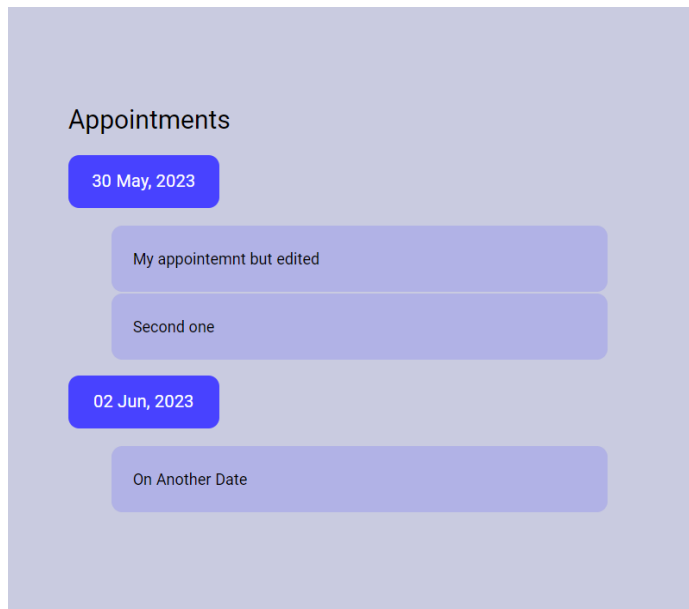 Appointments
30 May, 2023
My appointemnt but edited
Second one
02 Jun, 2023
On Another Date